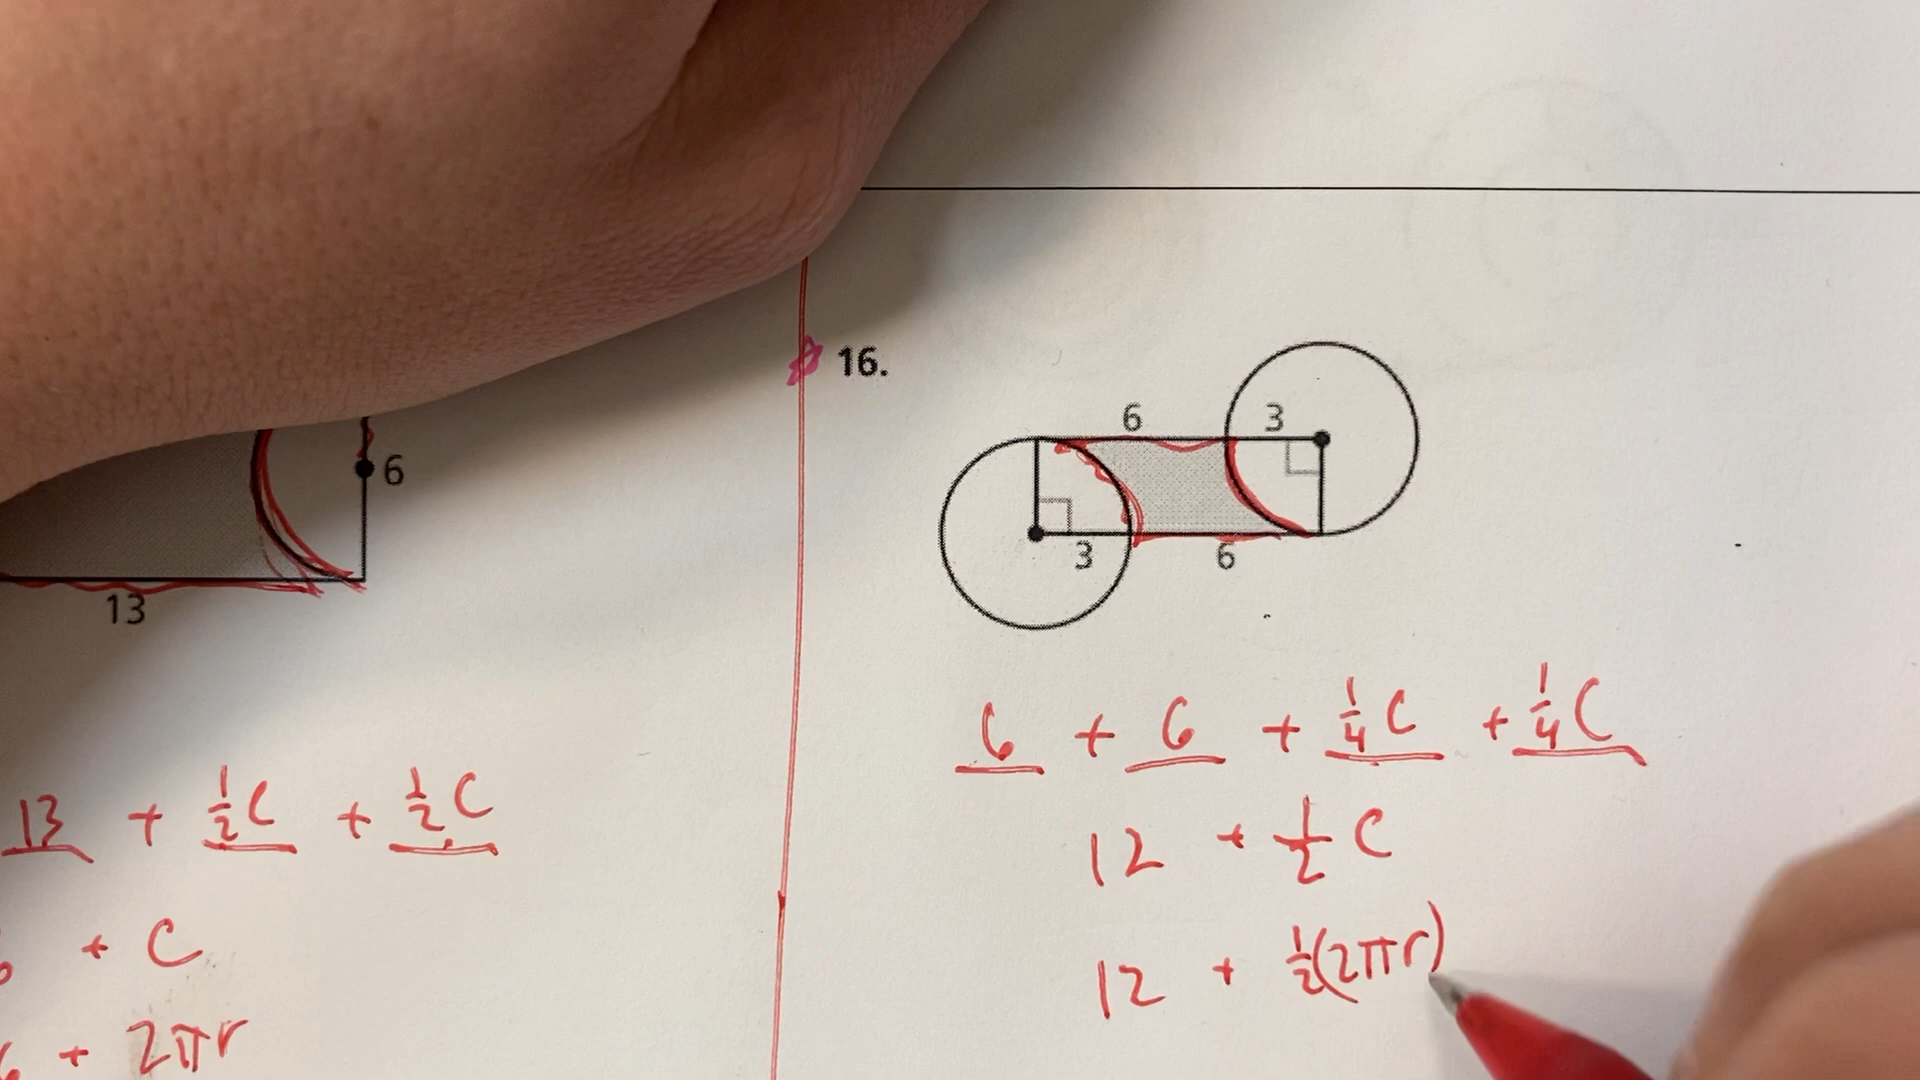 6
13
13 + 1/2 C + 1/2 C
+ C
+ 2πr
16.
6 3
3 6
6 + 6 + 1/4 C + 1/4 C
12 + 1/2 C
12 + 1/2(2πr)